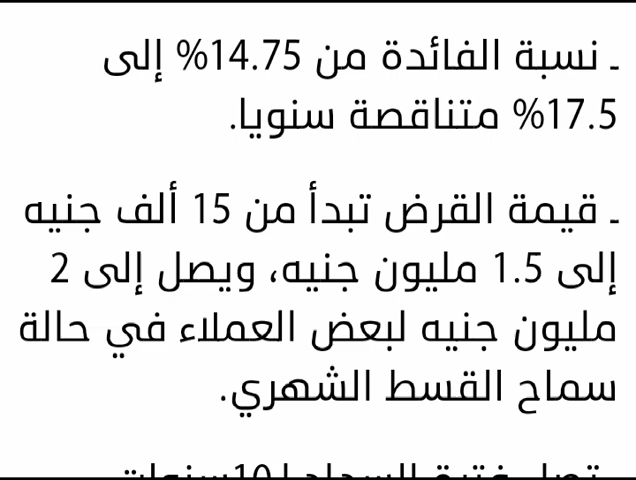 ـ نسبة الفائدة من 14.75% إلى
17.5% متناقصة سنويا.
ـ قيمة القرض تبدأ من 15 ألف جنيه
إلى 1.5 مليون جنيه، ويصل إلى 2
مليون جنيه لبعض العملاء في حالة
سماح القسط الشهري.